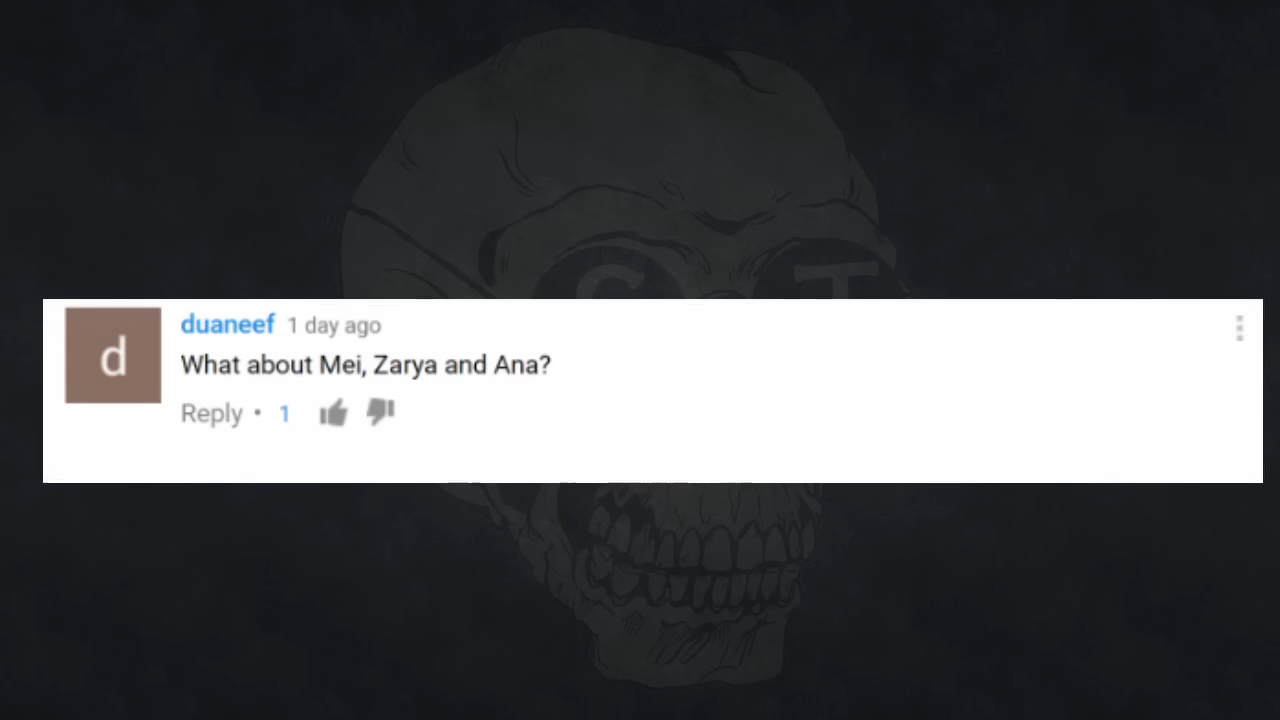 G T
d
duaneef 1 day ago
What about Mei, Zarya and Ana?
Reply • 1